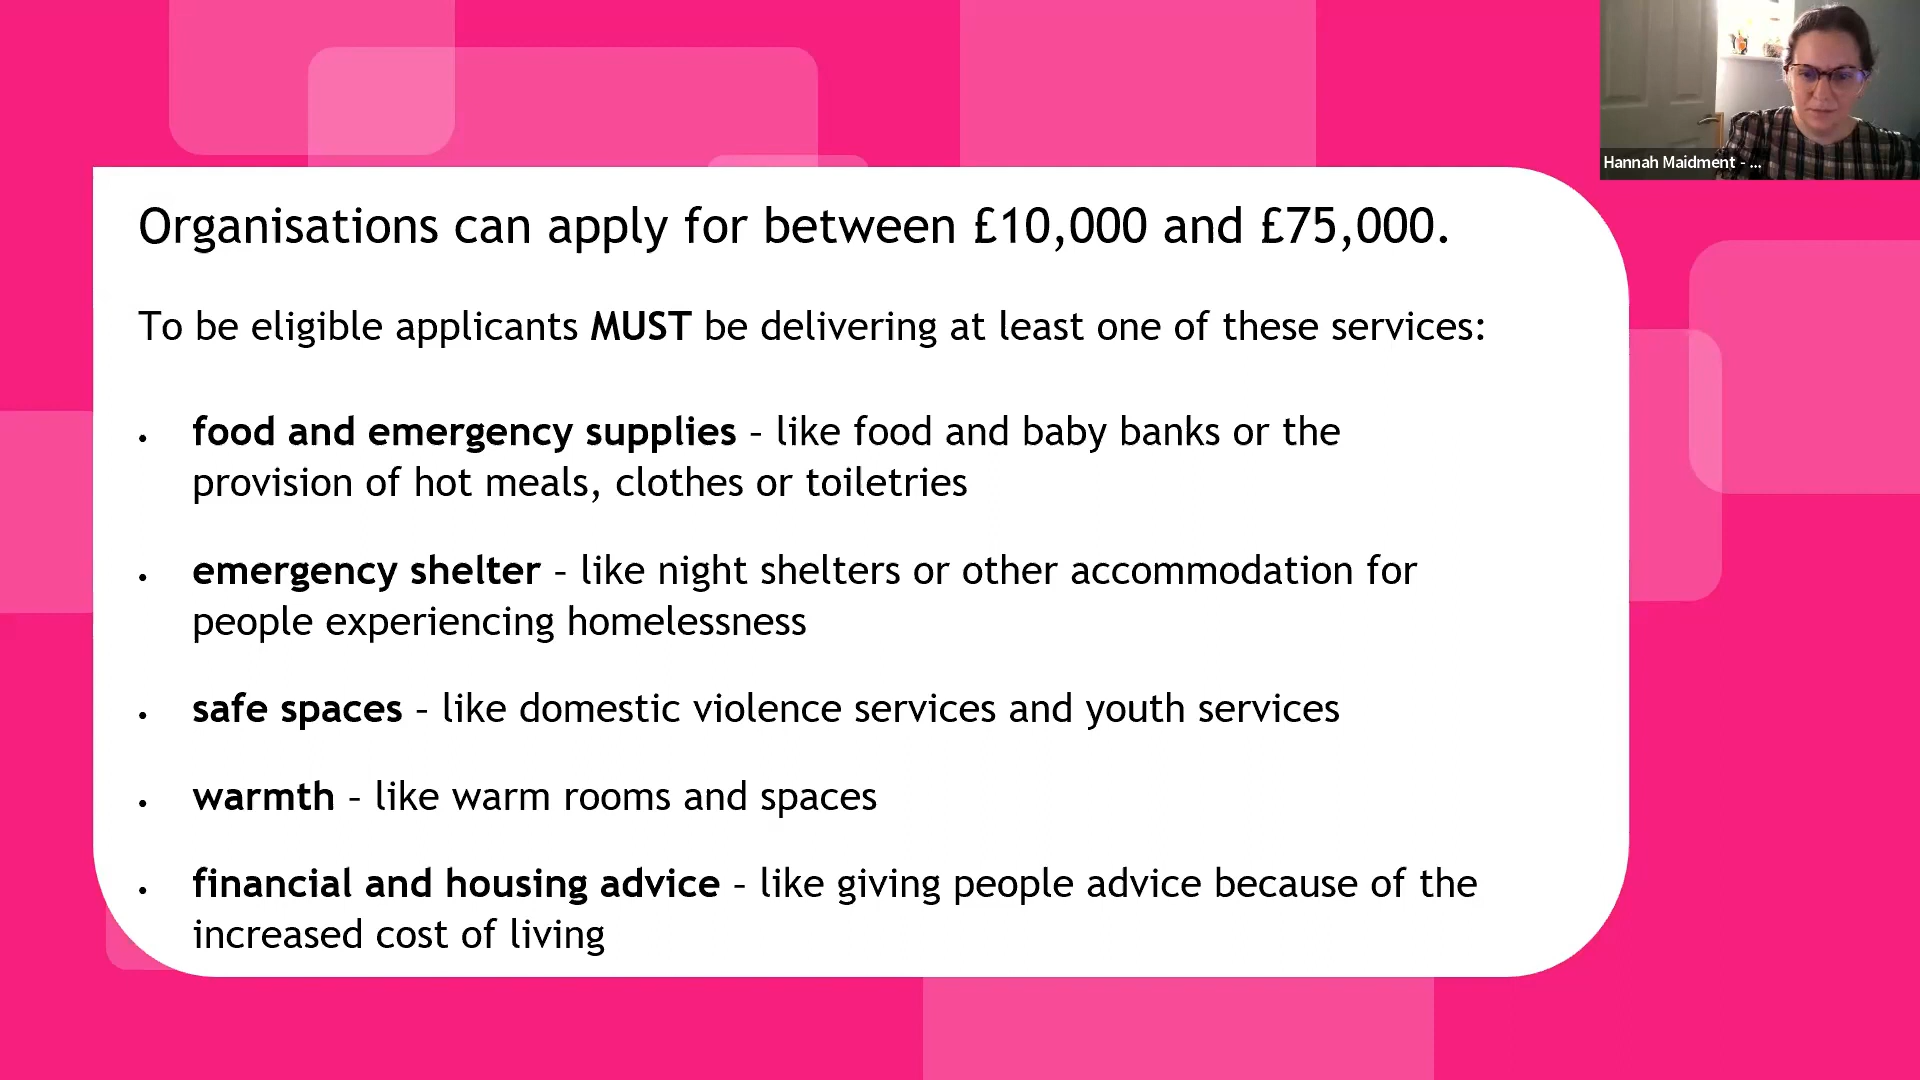 Hannah Maidment - ...
Organisations can apply for between £10,000 and £75,000.
To be eligible applicants MUST be delivering at least one of these services:
• food and emergency supplies – like food and baby banks or the
provision of hot meals, clothes or toiletries
• emergency shelter – like night shelters or other accommodation for
people experiencing homelessness
• safe spaces – like domestic violence services and youth services
• warmth – like warm rooms and spaces
• financial and housing advice – like giving people advice because of the
increased cost of living